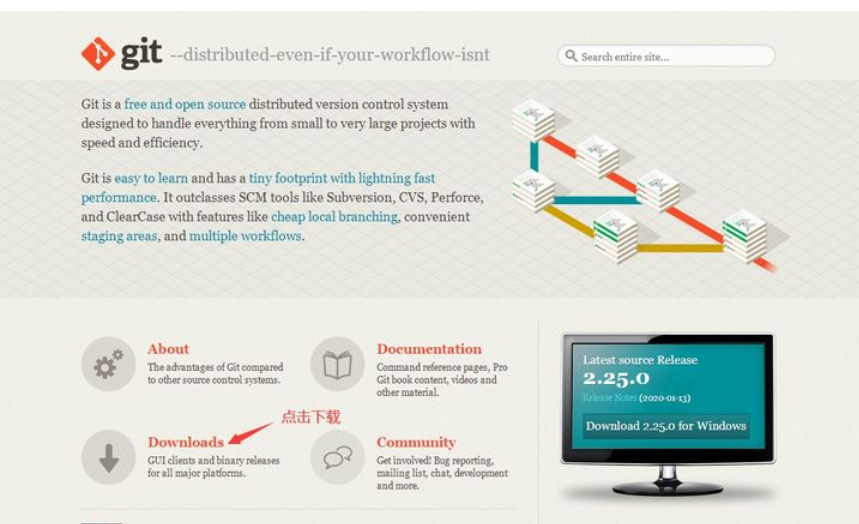 git --distributed-even-if-your-workflow-isnt
Search entire site...
Git is a free and open source distributed version control system
designed to handle everything from small to very large projects with
speed and efficiency.
Git is easy to learn and has a tiny footprint with lightning fast
performance. It outclasses SCM tools like Subversion, CVS, Perforce,
and ClearCase with features like cheap local branching, convenient
staging areas, and multiple workflows.
About
The advantages of Git compared
to other source control systems.
Documentation
Command reference pages, Pro
Git book content, videos and
other material.
点击下载
Downloads
GUI clients and binary releases
for all major platforms.
Community
Get involved! Bug reporting,
mailing list, chat, development
and more.
Latest source Release
2.25.0
Release Notes (2020-01-13)
Download 2.25.0 for Windows